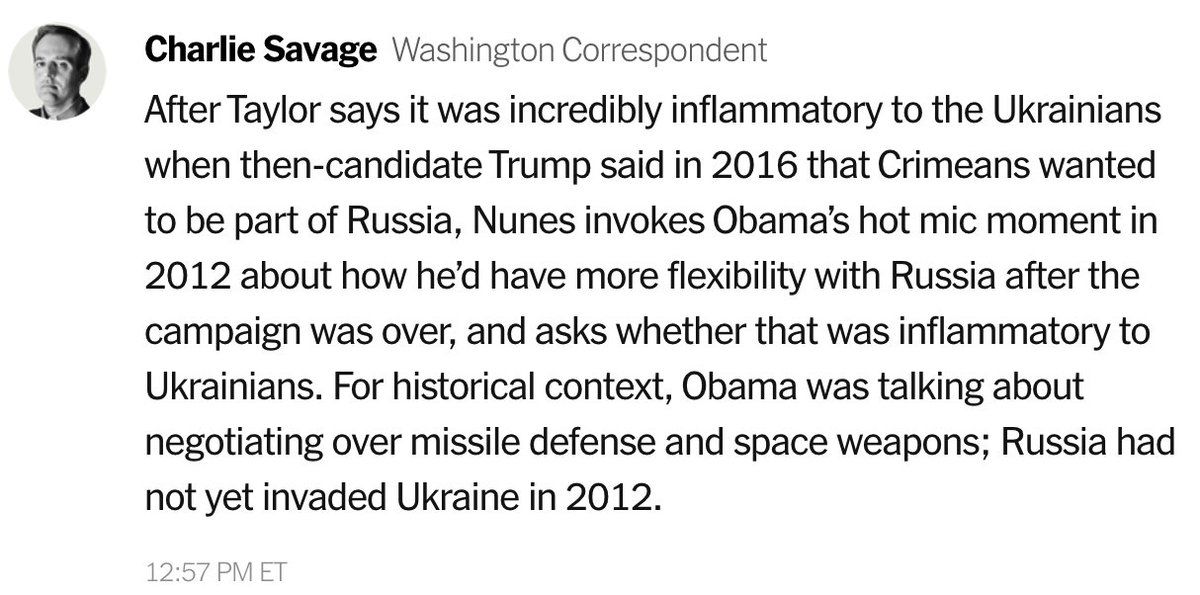 Charlie Savage Washington Correspondent
After Taylor says it was incredibly inflammatory to the Ukrainians
when then-candidate Trump said in 2016 that Crimeans wanted
to be part of Russia, Nunes invokes Obama’s hot mic moment in
2012 about how he’d have more flexibility with Russia after the
campaign was over, and asks whether that was inflammatory to
Ukrainians. For historical context, Obama was talking about
negotiating over missile defense and space weapons; Russia had
not yet invaded Ukraine in 2012.
12:57 PM ET